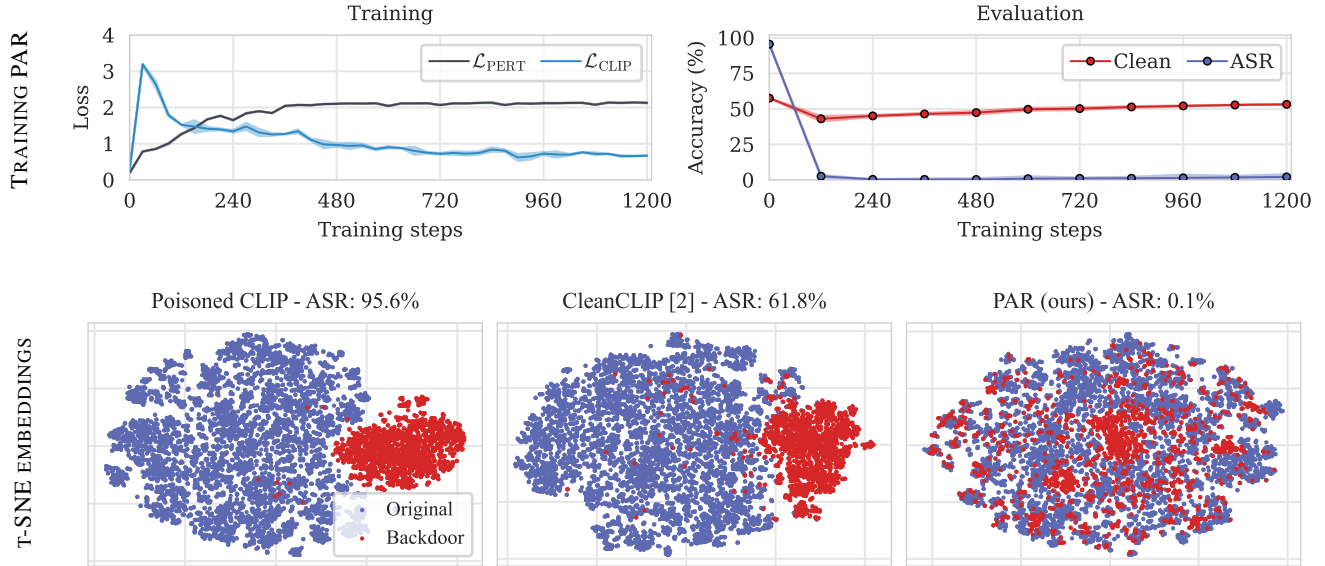 Training
Evaluation
TRAINING PAR
Loss
4
3
2
1
0
ℒPERT
ℒCLIP
0
240
480
720
960
1200
Training steps
Accuracy (%)
100
75
50
25
0
Clean
ASR
0
240
480
720
960
1200
Training steps
T-SNE EMBEDDINGS
Poisoned CLIP - ASR: 95.6%
CleanCLIP [2] - ASR: 61.8%
PAR (ours) - ASR: 0.1%
Original
Backdoor